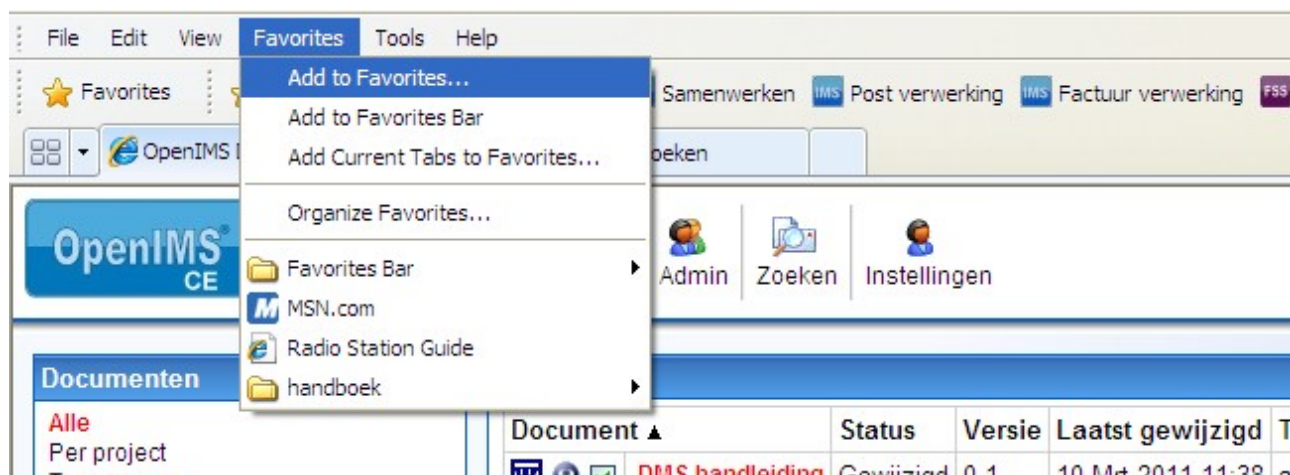 File Edit View Favorites Tools Help
Favorites Samenwerken IMS Post verwerking IMS Factuur verwerking FSS
OpenIMS oeken
Add to Favorites...
Add to Favorites Bar
Add Current Tabs to Favorites...
Organize Favorites...
Favorites Bar
MSN.com
Radio Station Guide
handboek
OpenIMS®
CE
Admin Zoeken Instellingen
Documenten
Alle
Per project
Document ▲ Status Versie Laatst gewijzigd T
DMS handleiding Gewijzigd 0.1 10 Mrt 2011 11:38